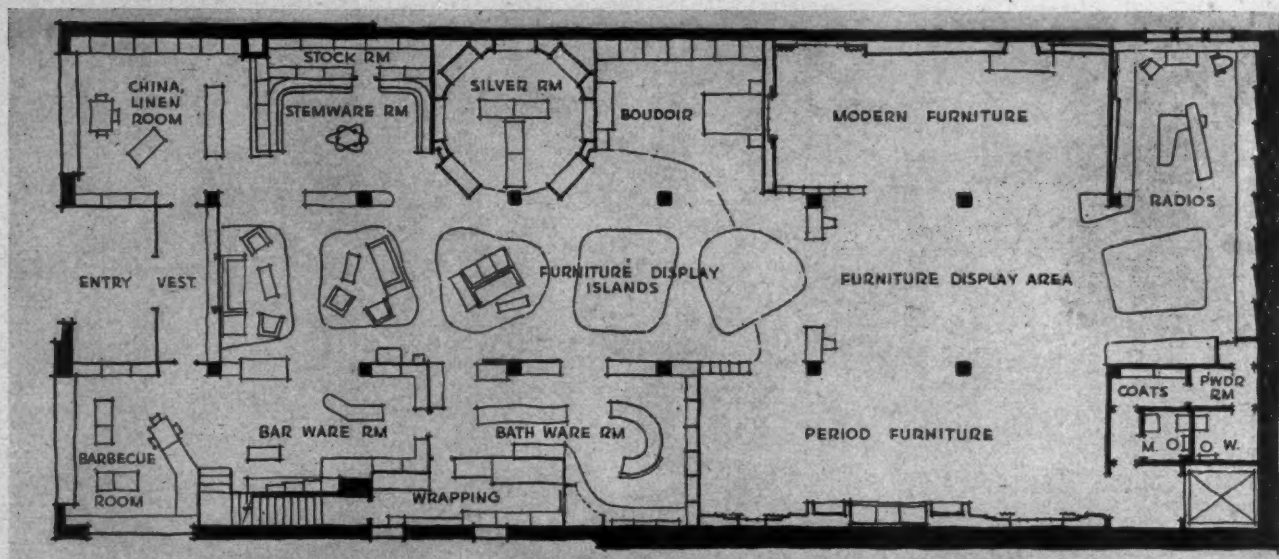 STOCK RM
CHINA,
LINEN
ROOM
STEMWARE RM
SILVER RM
BOUDOIR
MODERN FURNITURE
RADIOS
ENTRY VEST.
FURNITURE DISPLAY
ISLANDS
FURNITURE DISPLAY AREA
COATS
PWDR
RM
BAR WARE RM
BATH WARE RM
PERIOD FURNITURE
M.
W.
BARBECUE
ROOM
WRAPPING